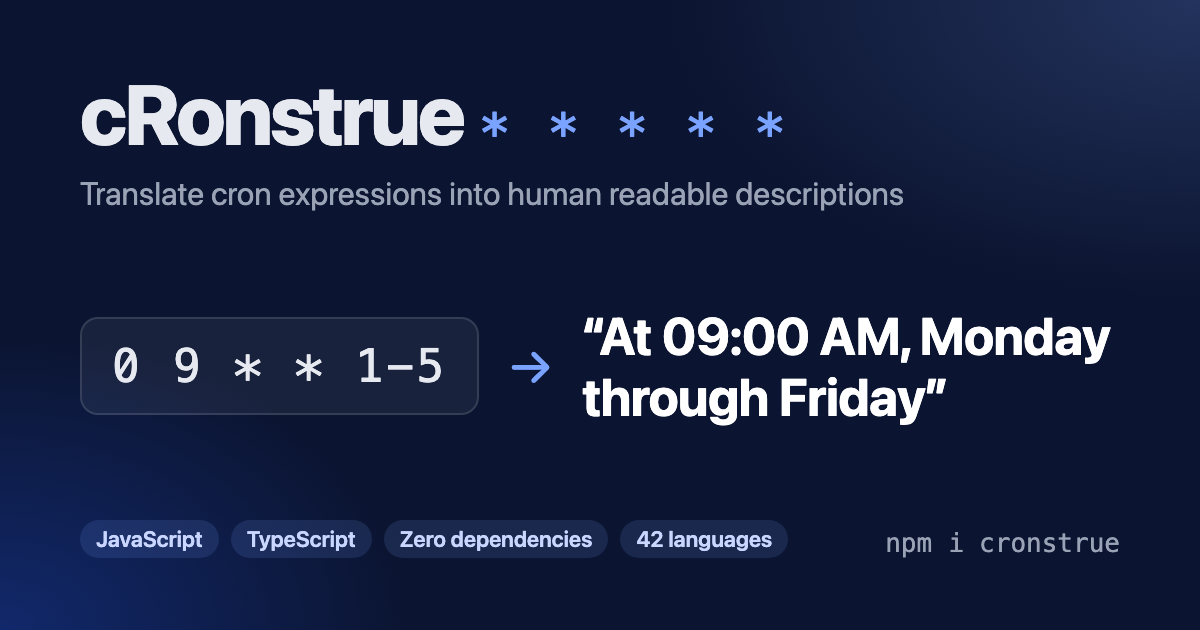 cRonstrue * * * * *
Translate cron expressions into human readable descriptions
0 9 * * 1-5 → “At 09:00 AM, Monday
through Friday”
JavaScript TypeScript Zero dependencies 42 languages npm i cronstrue